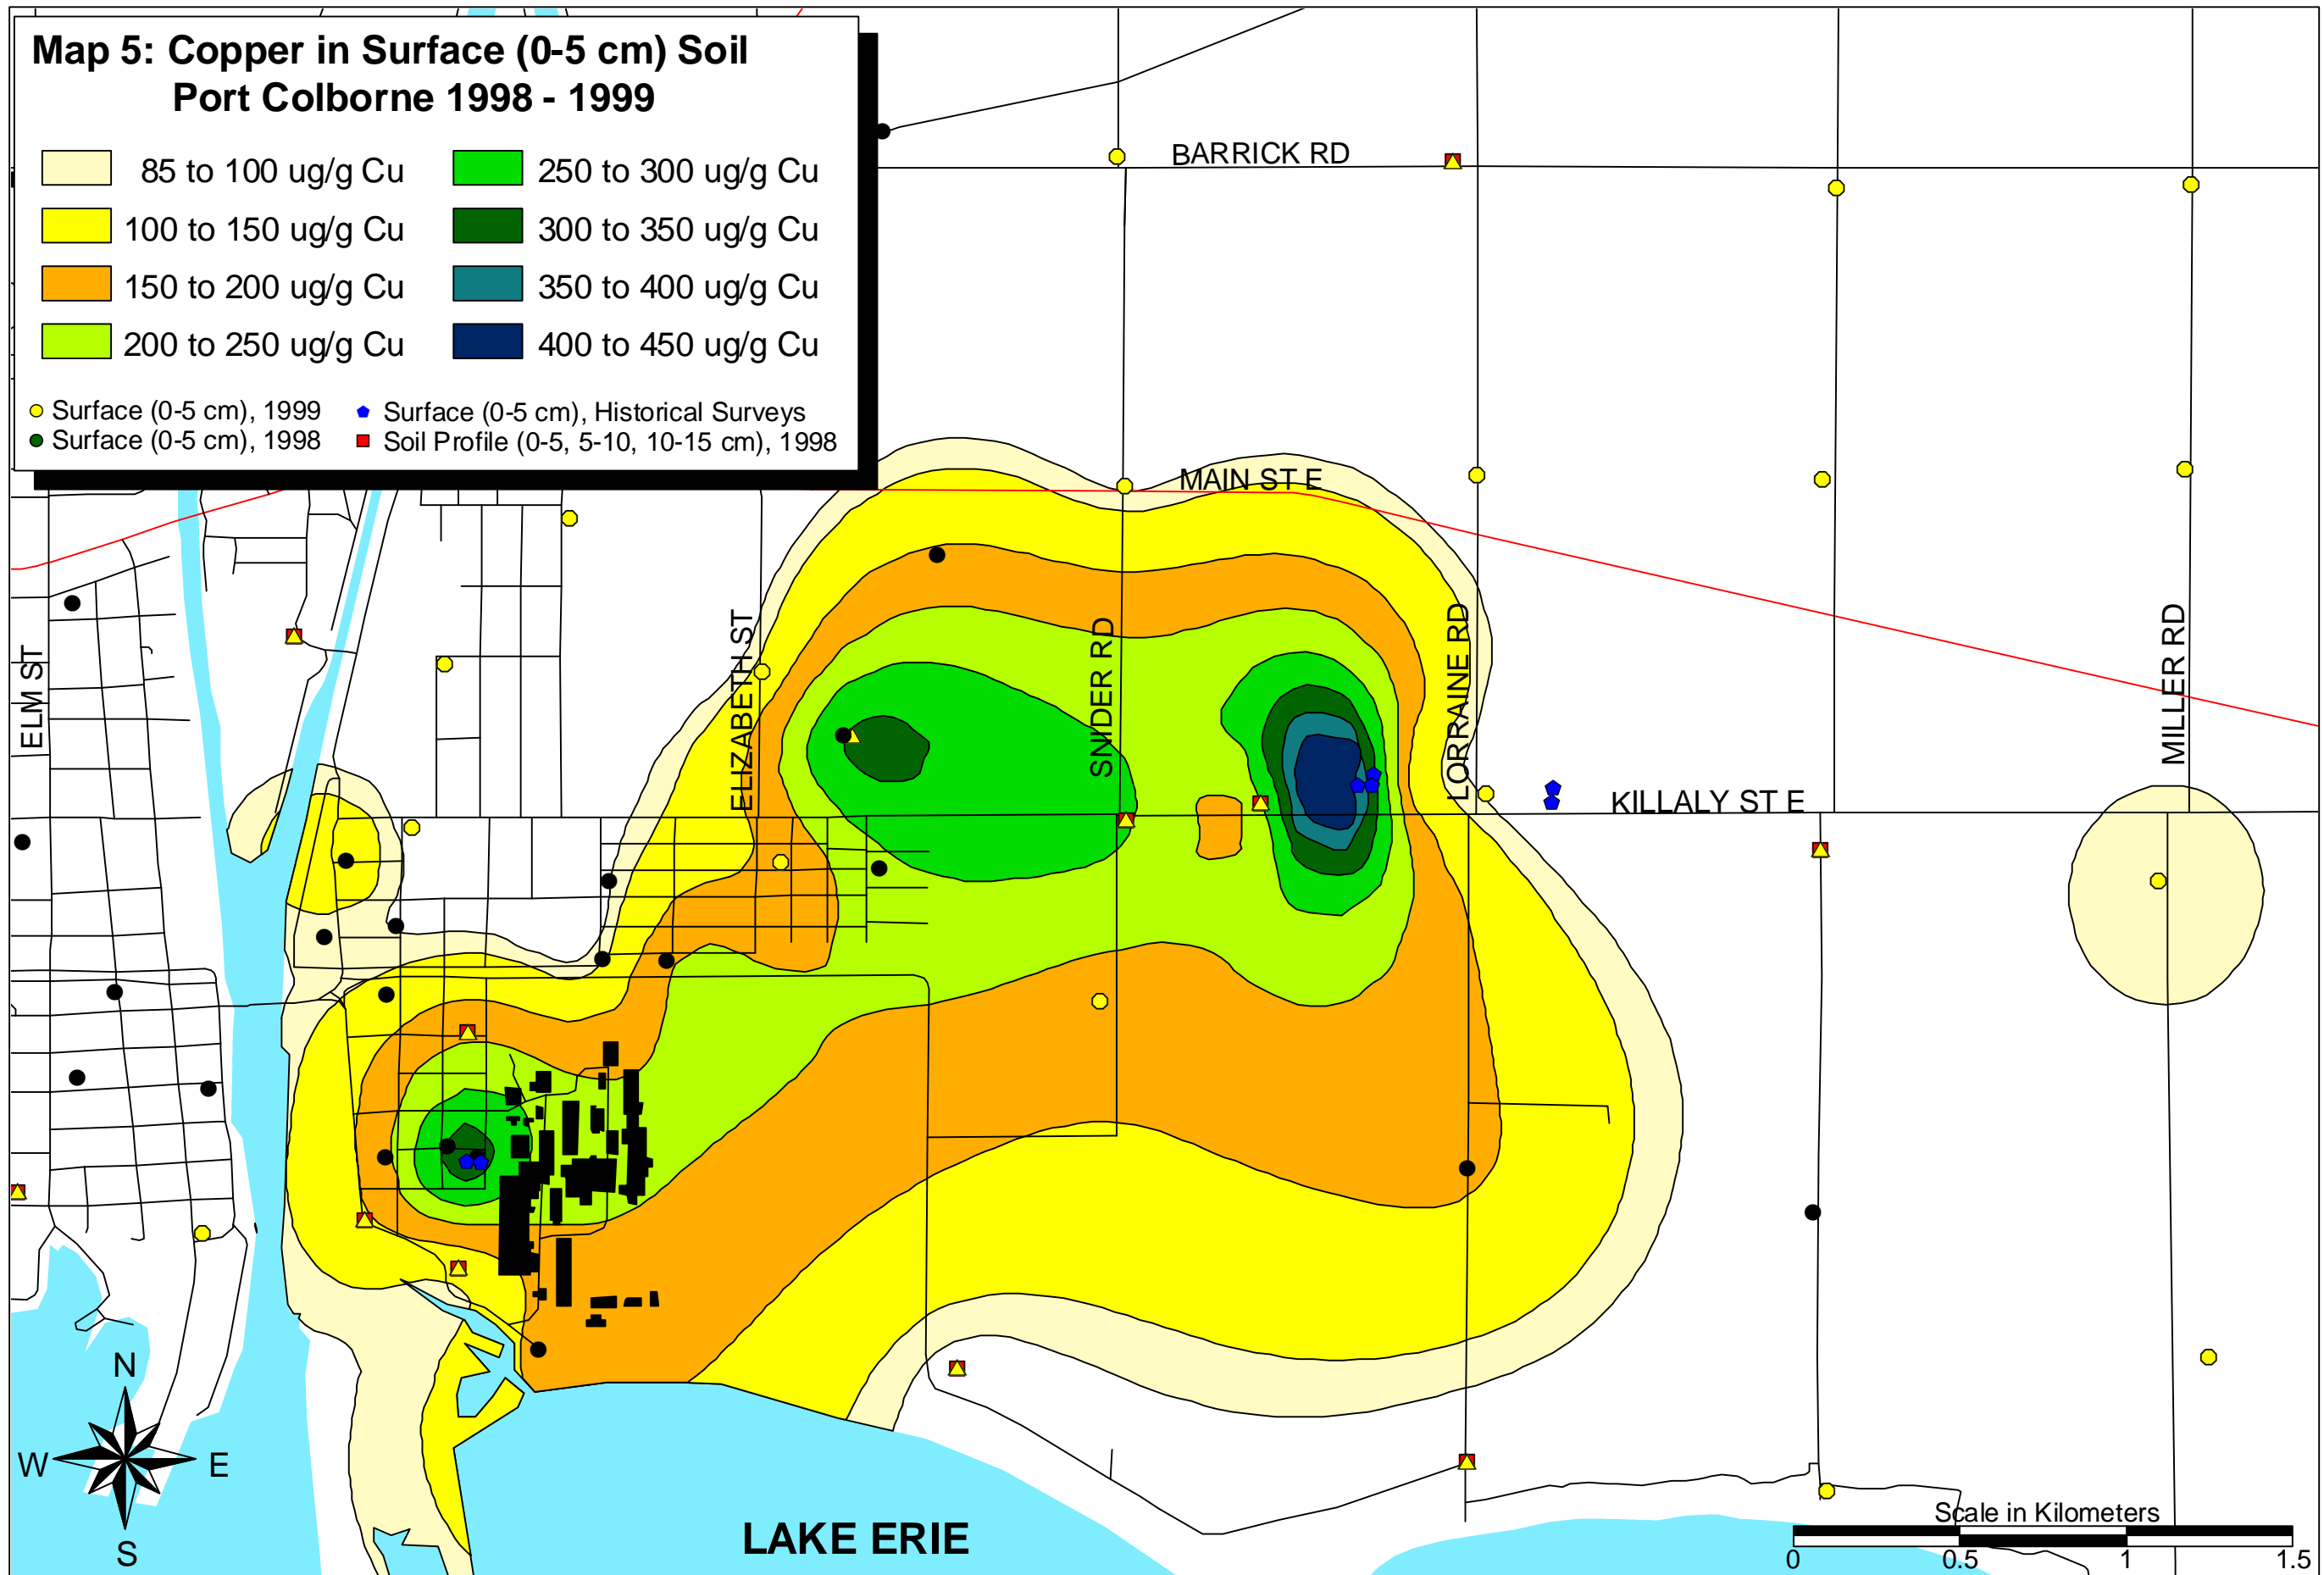 Map 5: Copper in Surface (0-5 cm) Soil
Port Colborne 1998 - 1999
85 to 100 ug/g Cu
250 to 300 ug/g Cu
100 to 150 ug/g Cu
300 to 350 ug/g Cu
150 to 200 ug/g Cu
350 to 400 ug/g Cu
200 to 250 ug/g Cu
400 to 450 ug/g Cu
Surface (0-5 cm), 1999
Surface (0-5 cm), Historical Surveys
Surface (0-5 cm), 1998
Soil Profile (0-5, 5-10, 10-15 cm), 1998
BARRICK RD
MAIN ST E
ELM ST
ELIZABETH ST
SNIDER RD
LORRAINE RD
MILLER RD
KILLALY ST E
N
W
E
S
LAKE ERIE
Scale in Kilometers
0
0.5
1
1.5